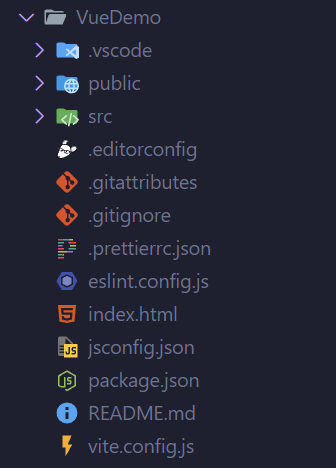 VueDemo
.vscode
public
src
.editorconfig
.gitattributes
.gitignore
.prettierrc.json
eslint.config.js
index.html
jsconfig.json
package.json
README.md
vite.config.js